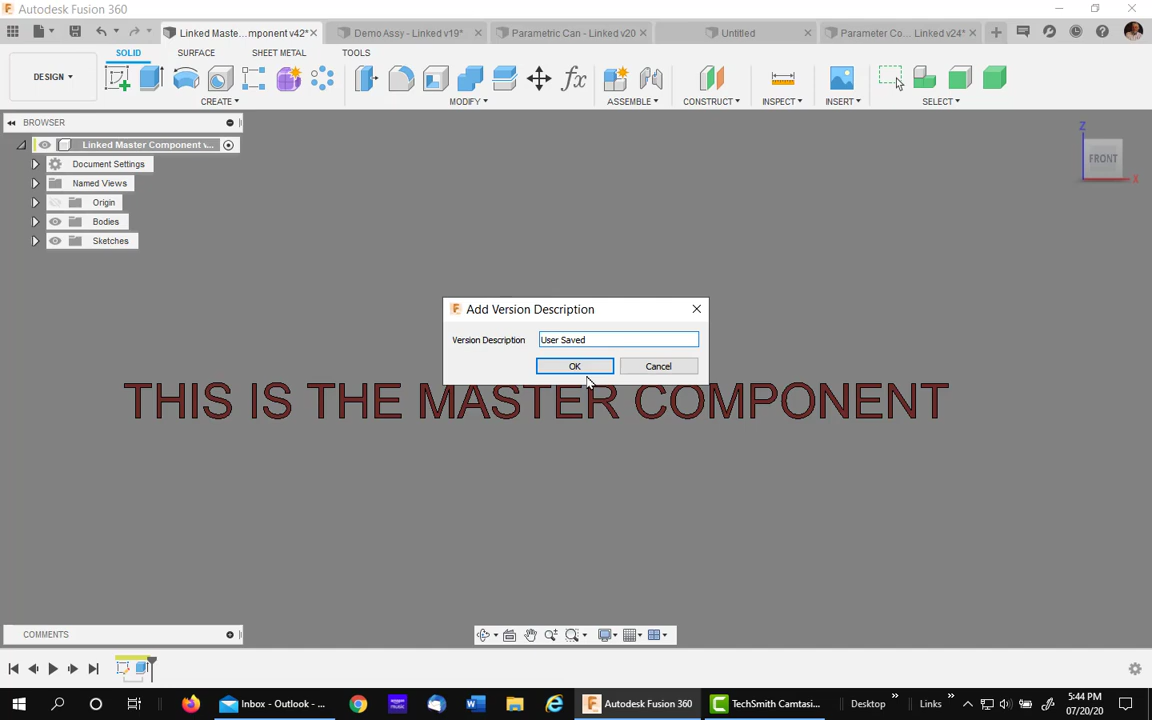 Autodesk Fusion 360
Linked Maste...mponent v42*
Demo Assy - Linked v19*
Parametric Can - Linked v20
Untitled
Parameter Co... Linked v24*
DESIGN
SOLID
SURFACE
SHEET METAL
TOOLS
CREATE
MODIFY
ASSEMBLE
CONSTRUCT
INSPECT
INSERT
SELECT
BROWSER
Linked Master Component v...
Document Settings
Named Views
Origin
Bodies
Sketches
Z
FRONT
X
Add Version Description
Version Description
User Saved
OK
Cancel
THIS IS THE MASTER COMPONENT
COMMENTS
Inbox - Outlook - ...
Autodesk Fusion 360
TechSmith Camtasi...
Desktop
Links
5:44 PM
07/20/20